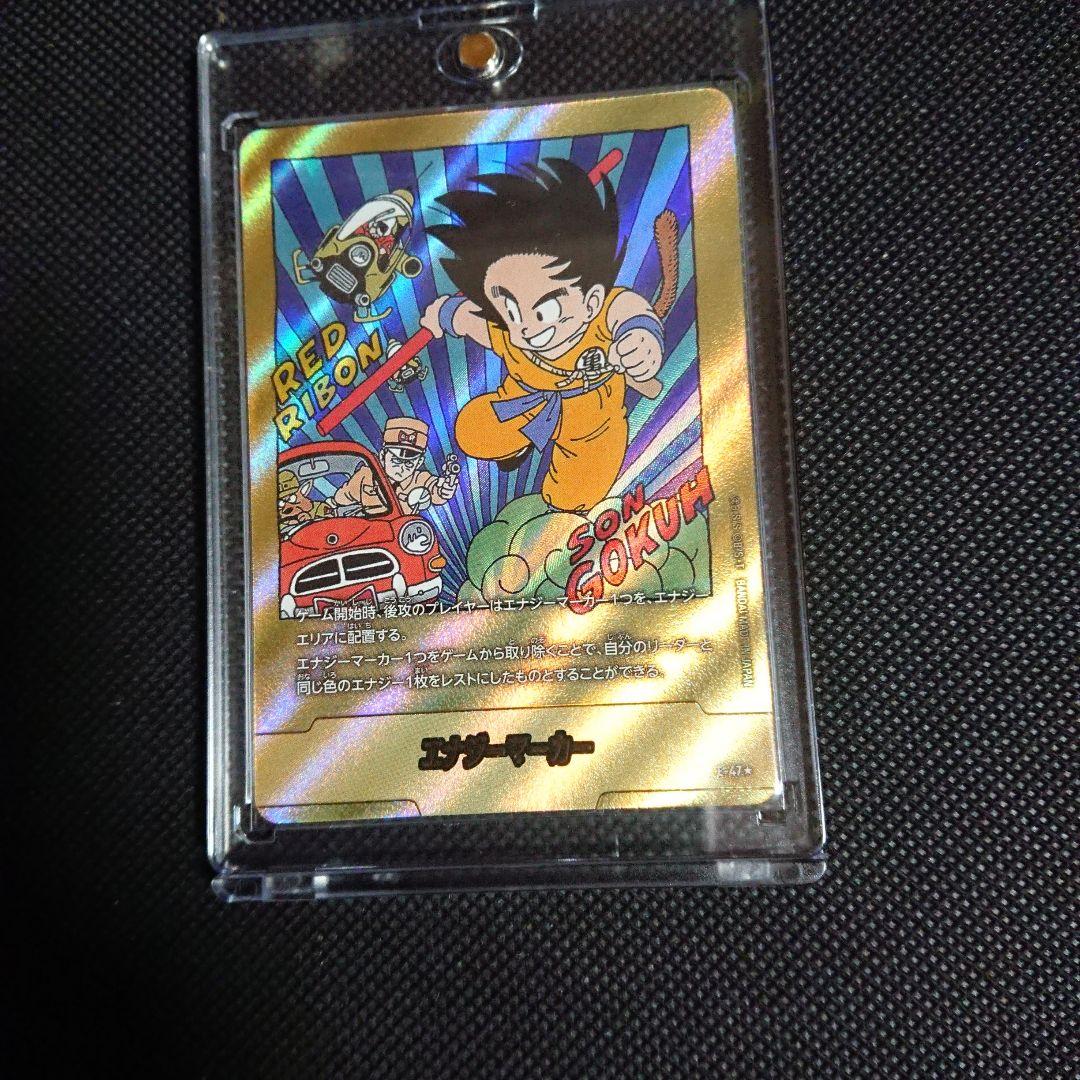 RED
RIBON
亀
SON
GOKUH
ゲーム開始時、後攻のプレイヤーはエナジーマーカー1つを、エナジー
エリアに配置する。
エナジーマーカー1つをゲームから取り除くことで、自分のリーダーと
同じ色のエナジー1枚をレストにしたものとすることができる。
エナジーマーカー
E-47★